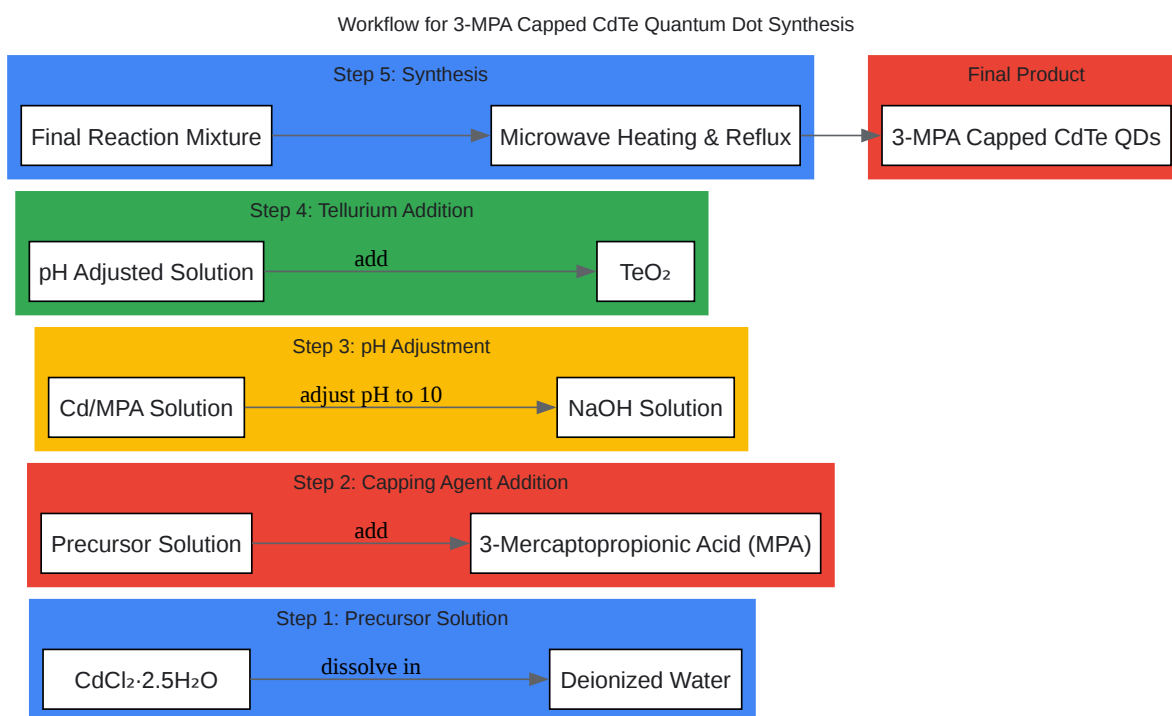 Workflow for 3-MPA Capped CdTe Quantum Dot Synthesis
Step 5: Synthesis
Final Reaction Mixture
Microwave Heating & Reflux
Final Product
3-MPA Capped CdTe QDs
Step 4: Tellurium Addition
pH Adjusted Solution
add
TeO₂
Step 3: pH Adjustment
Cd/MPA Solution
adjust pH to 10
NaOH Solution
Step 2: Capping Agent Addition
Precursor Solution
add
3-Mercaptopropionic Acid (MPA)
Step 1: Precursor Solution
CdCl₂·2.5H₂O
dissolve in
Deionized Water